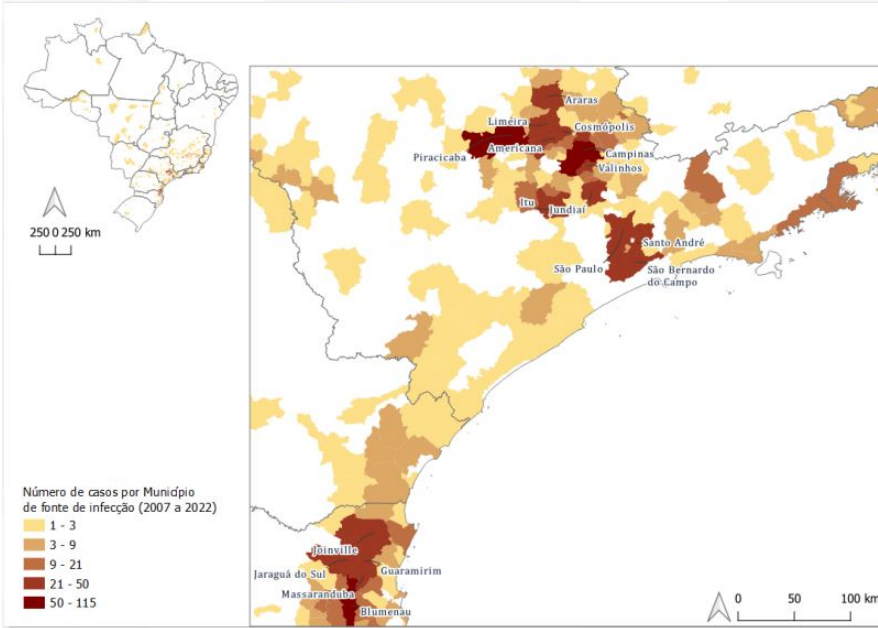 Araras
Limeira
Cosmópolis
Americana
Campinas
Piracicaba
Valinhos
Itu
Jundiaí
250 0 250 km
Santo André
São Paulo
São Bernardo
do Campo
Número de casos por Município
de fonte de infecção (2007 a 2022)
1 - 3
3 - 9
9 - 21
21 - 50
50 - 115
Joinville
Jaraguá do Sul
Guaramirim
Massaranduba
Blumenau
0 50 100 km